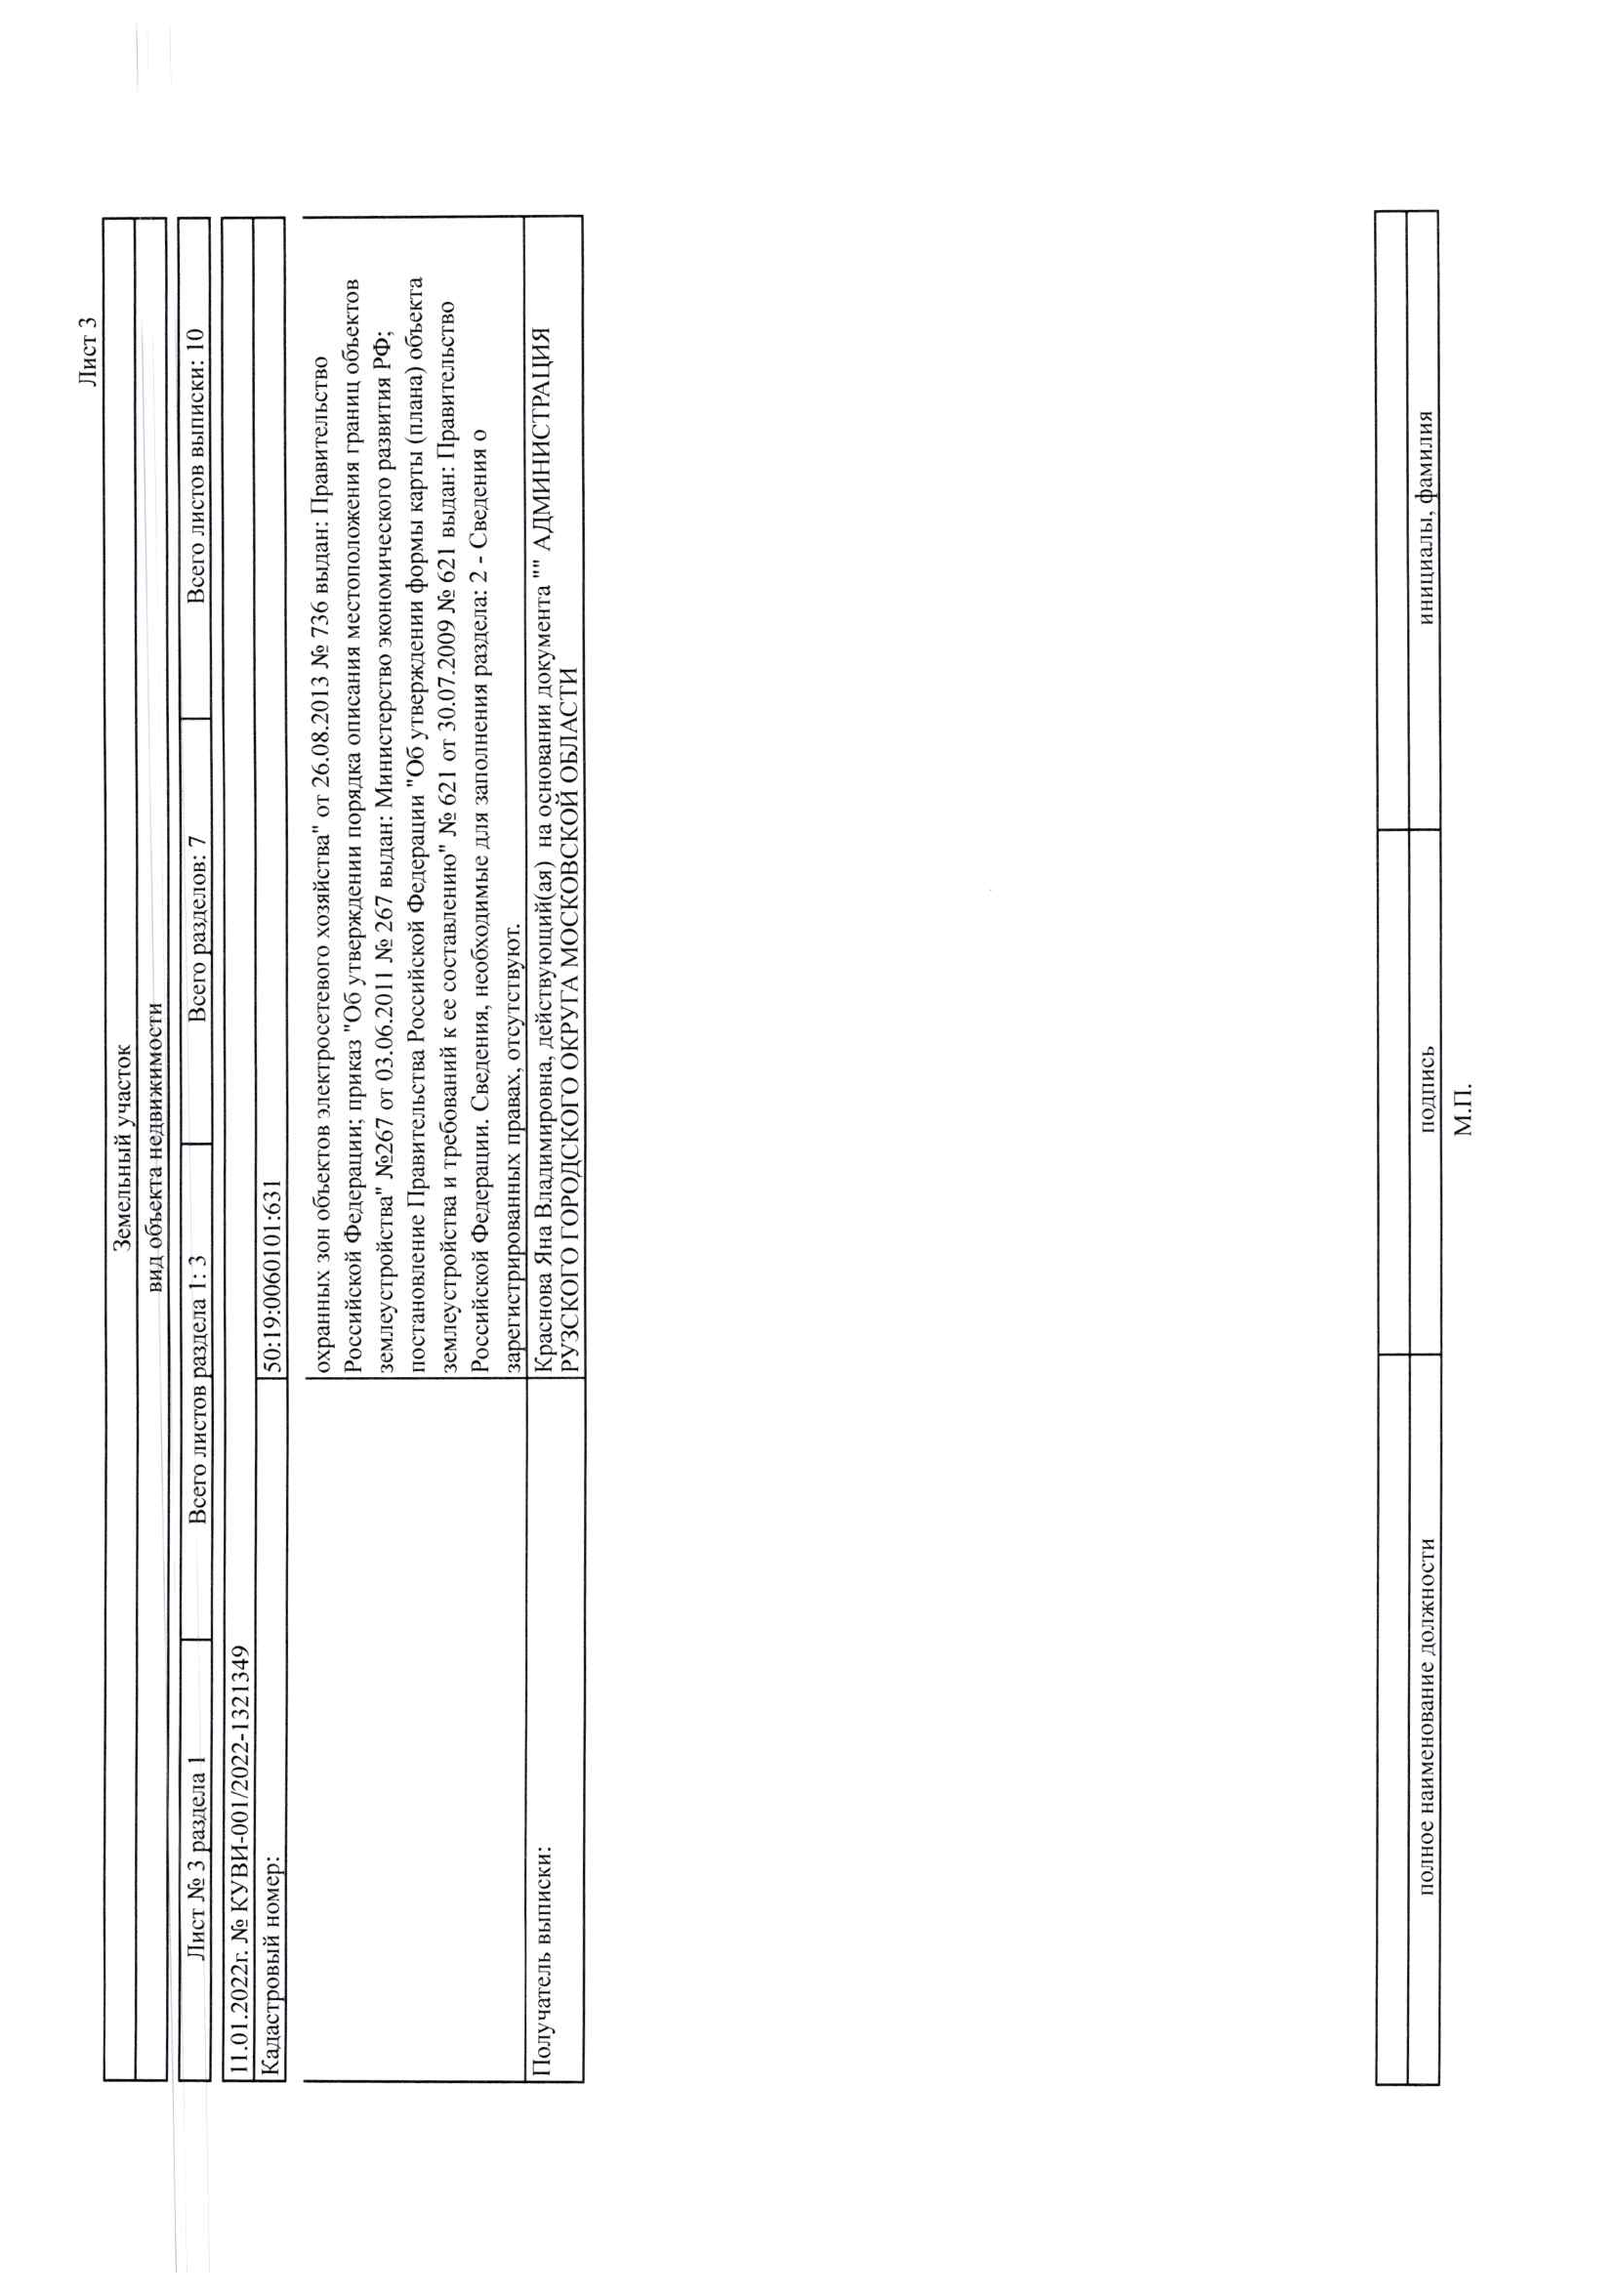 Лист 3
Земельный участок
вид объекта недвижимости
Лист № 3 раздела 1 Всего листов раздела 1: 3 Всего разделов: 7 Всего листов выписки: 10
11.01.2022г. № КУВИ-001/2022-1321349
Кадастровый номер: 50:19:0060101:631
охранных зон объектов электросетевого хозяйства" от 26.08.2013 № 736 выдан: Правительство
Российской Федерации; приказ "Об утверждении порядка описания местоположения границ объектов
землеустройства" №267 от 03.06.2011 № 267 выдан: Министерство экономического развития РФ;
постановление Правительства Российской Федерации "Об утверждении формы карты (плана) объекта
землеустройства и требований к ее составлению" № 621 от 30.07.2009 № 621 выдан: Правительство
Российской Федерации. Сведения, необходимые для заполнения раздела: 2 - Сведения о
зарегистрированных правах, отсутствуют.
Получатель выписки: Краснова Яна Владимировна, действующий(ая) на основании документа "" АДМИНИСТРАЦИЯ
РУЗСКОГО ГОРОДСКОГО ОКРУГА МОСКОВСКОЙ ОБЛАСТИ
полное наименование должности подпись инициалы, фамилия
М.П.